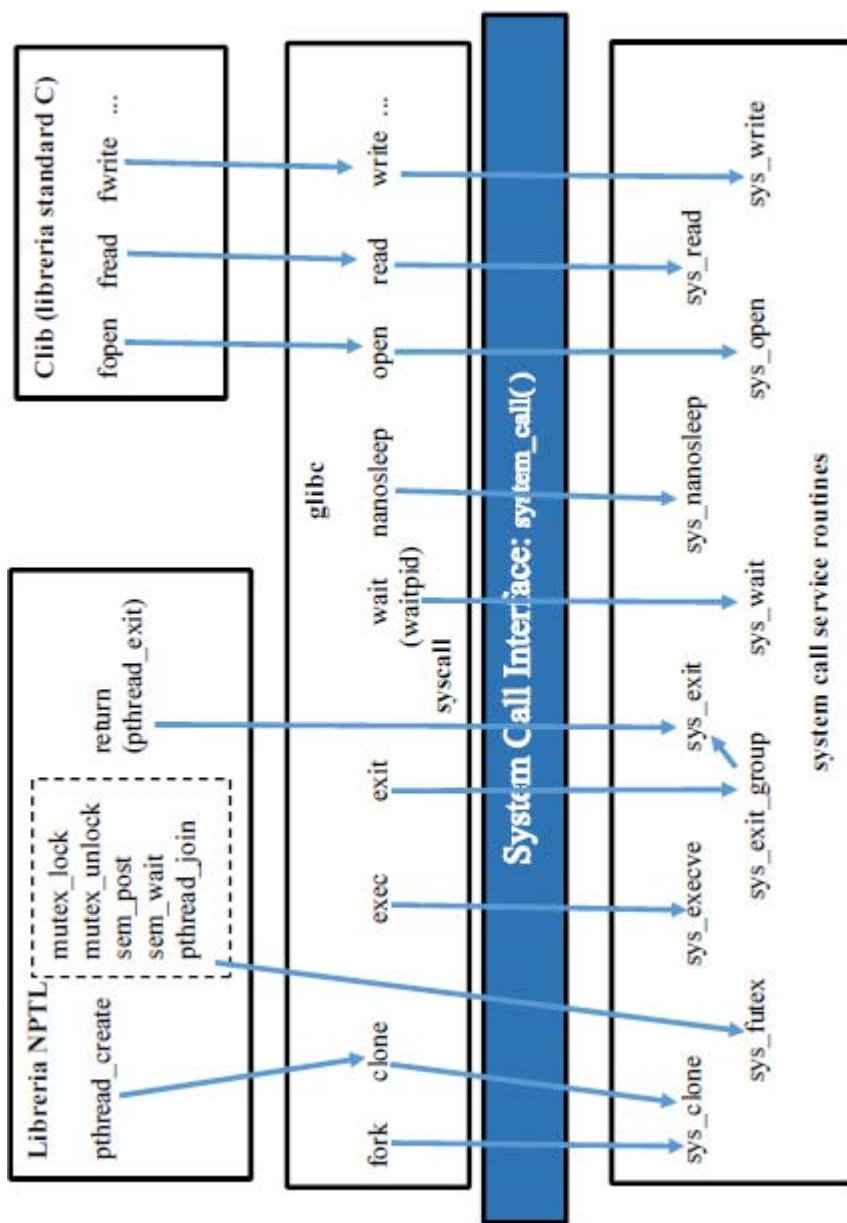 Libreria NPTL
pthread_create
mutex_lock
mutex_unlock
sem_post
sem_wait
pthread_join
return
(pthread_exit)
Clib (libreria standard C)
fopen fread fwrite ...
glibc
fork clone exec exit wait nanosleep open read write ...
(waitpid)
syscall
System Call Interface: system_call()
sys_clone sys_execve sys_exit sys_nanosleep sys_read
sys_futex sys_exit_group sys_wait sys_open sys_write
system call service routines